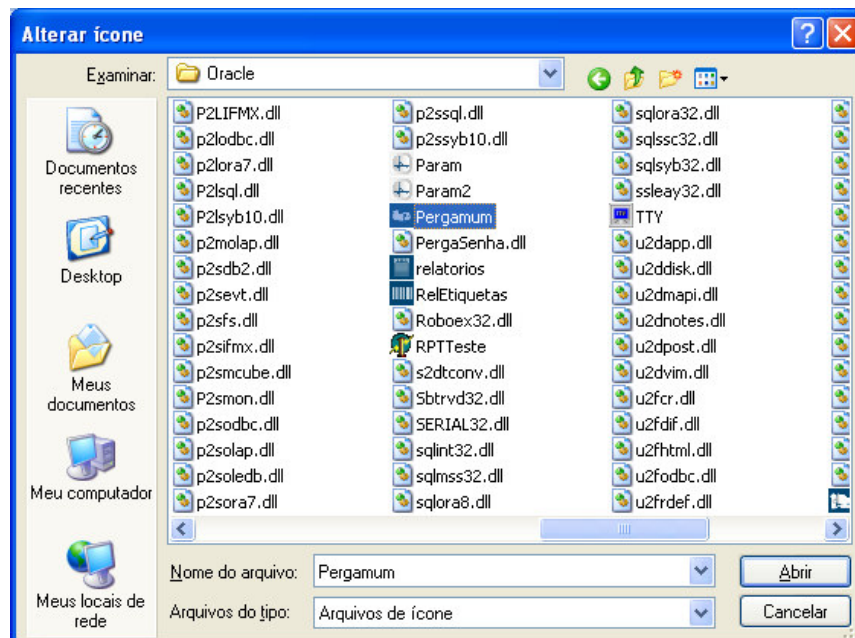 Alterar ícone
Examinar:
Oracle
Documentos
recentes
Desktop
Meus
documentos
Meu computador
Meus locais de
rede
P2LIFMX.dll
p2lodbc.dll
p2lora7.dll
P2lsql.dll
P2lsyb10.dll
p2molap.dll
p2sdb2.dll
p2sevt.dll
p2sfs.dll
p2sifmx.dll
p2smcube.dll
P2smon.dll
p2sodbc.dll
p2solap.dll
p2soledb.dll
p2sora7.dll
p2ssql.dll
p2ssyb10.dll
Param
Param2
Pergamum
PergaSenha.dll
relatorios
RelEtiquetas
Roboex32.dll
RPTTeste
s2dtconv.dll
Sbtrvd32.dll
SERIAL32.dll
sqlint32.dll
sqlmss32.dll
sqlora8.dll
sqlora32.dll
sqlssc32.dll
sqlsyb32.dll
ssleay32.dll
TTY
u2dapp.dll
u2ddisk.dll
u2dmapi.dll
u2dnotes.dll
u2dpost.dll
u2dvim.dll
u2fcr.dll
u2fdif.dll
u2fhtml.dll
u2fodbc.dll
u2frdef.dll
Nome do arquivo:
Pergamum
Abrir
Arquivos do tipo:
Arquivos de ícone
Cancelar